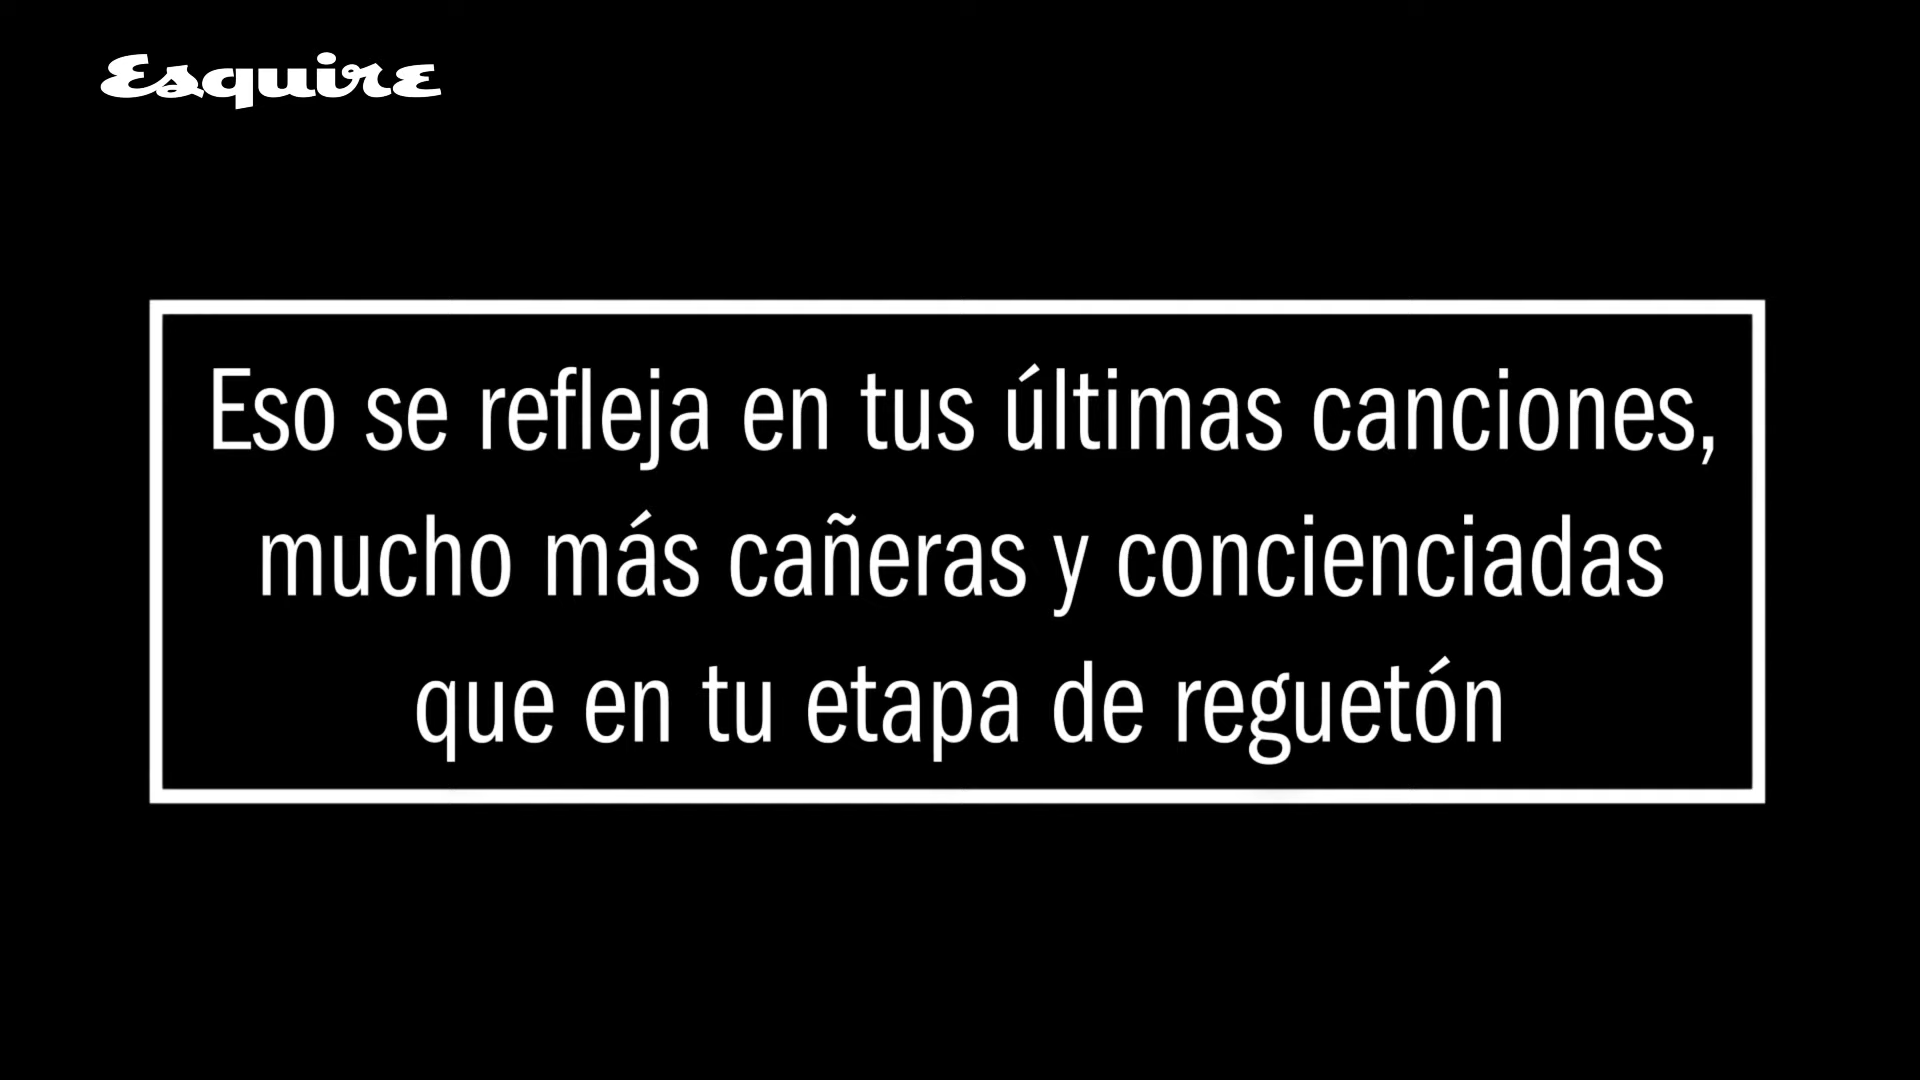 Esquire
Eso se refleja en tus últimas canciones,
mucho más cañeras y concienciadas
que en tu etapa de reguetón